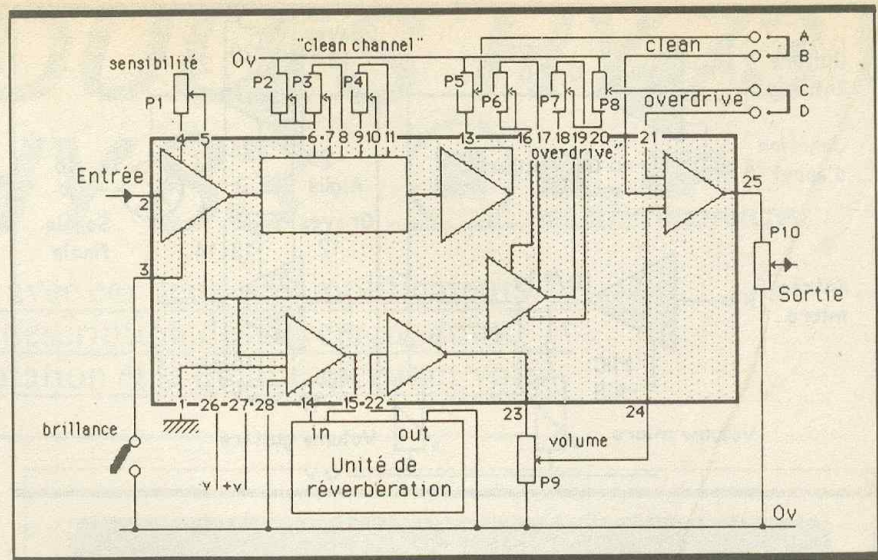 "clean channel"
0v
sensibilité
P1
P2 P3 P4
P5
P6
P7
P8
clean
overdrive
A
B
C
D
4 5
6 7 8 9 10 11
13
16 17 18 19 20
21
overdrive"
Entrée
2
3
25
P10
Sortie
1 26 27 28 14 15 22
23
24
brillance
-v
+v
in out
Unité de
réverbération
volume
P9
0v